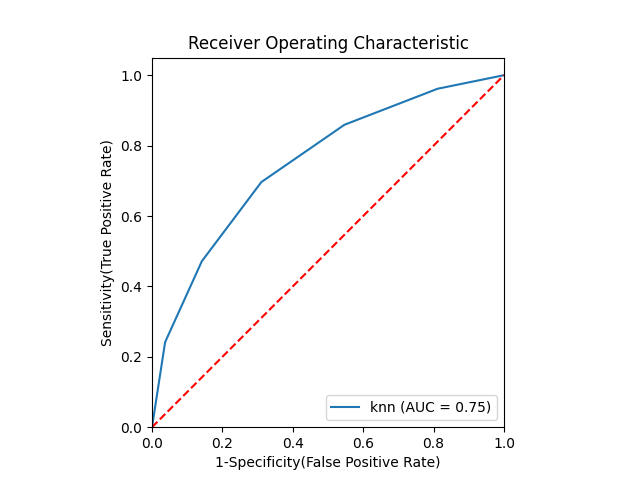 Receiver Operating Characteristic
Sensitivity(True Positive Rate)
1.0
0.8
0.6
0.4
0.2
0.0
knn (AUC = 0.75)
0.0 0.2 0.4 0.6 0.8 1.0
1-Specificity(False Positive Rate)